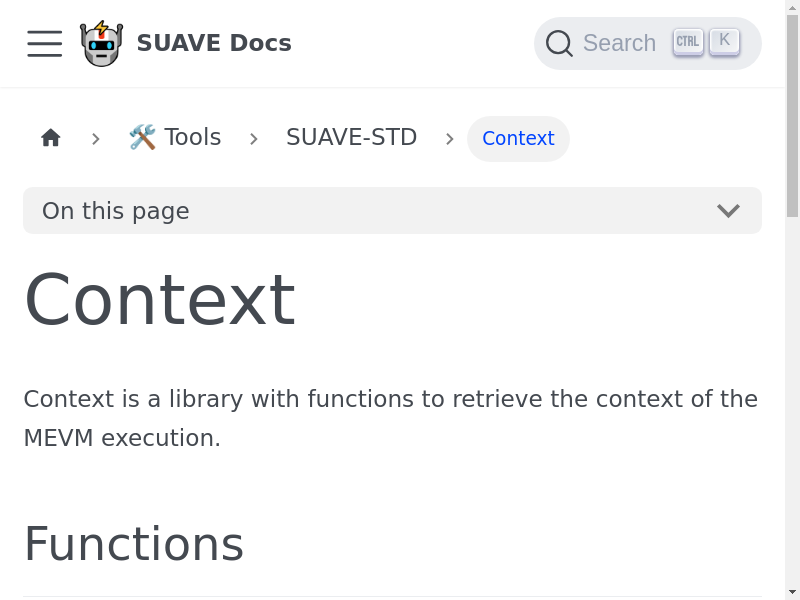 SUAVE Docs
Search CTRL K
🛠️ Tools SUAVE-STD Context
On this page
Context
Context is a library with functions to retrieve the context of the
MEVM execution.
Functions